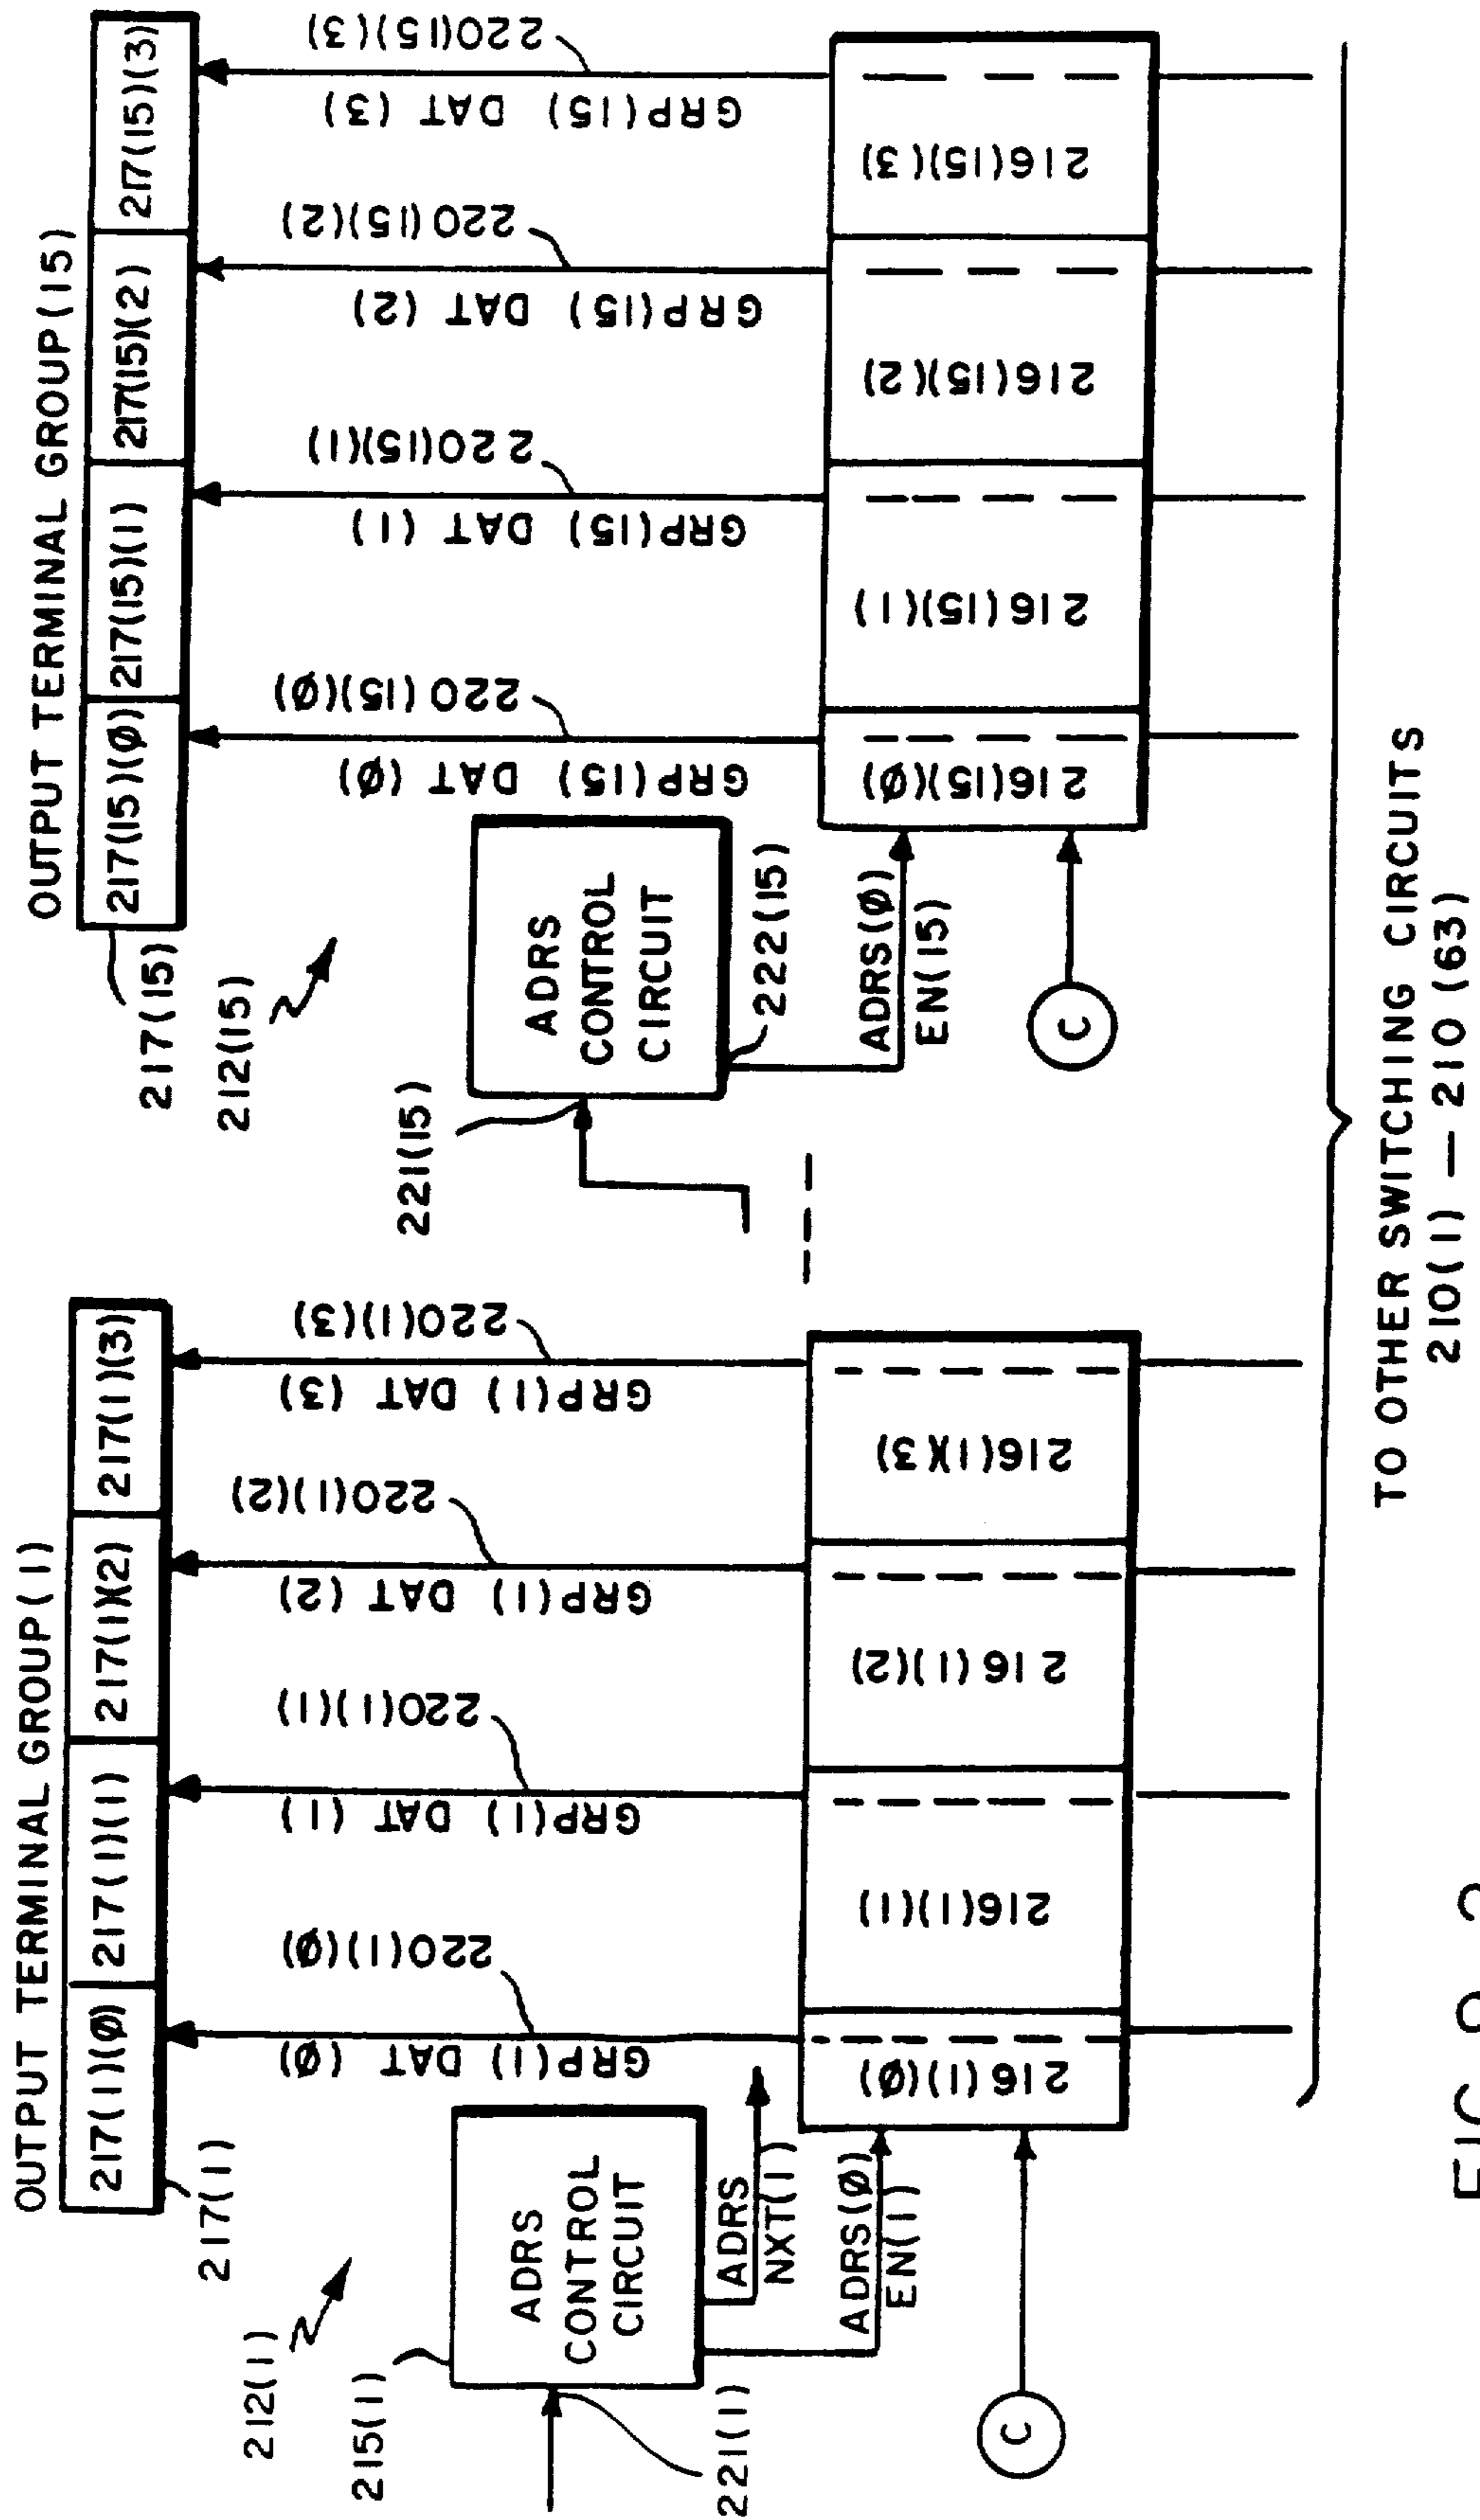 OUTPUT TERMINAL GROUP(1)
217(1)(Ø) 217(1)(1) 217(1)(2) 217(1)(3)
217(1)
212(1)
215(1)
220(1)(Ø)
220(1)(1)
220(1)(2)
220(1)(3)
GRP(1) DAT (Ø)
GRP(1) DAT (1)
GRP(1) DAT (2)
GRP(1) DAT (3)
ADRS
CONTROL
CIRCUIT
221(1)
ADRS
NXT(1)
ADRS(Ø)
EN(1)
C
216(1)(Ø)
216(1)(1)
216(1)(2)
216(1)(3)
OUTPUT TERMINAL GROUP(15)
217(15)(Ø) 217(15)(1) 217(15)(2) 217(15)(3)
217(15)
212(15)
221(15)
220(15)(Ø)
220(15)(1)
220(15)(2)
220(15)(3)
GRP(15) DAT (Ø)
GRP(15) DAT (1)
GRP(15) DAT (2)
GRP(15) DAT (3)
ADRS
CONTROL
CIRCUIT
222(15)
ADRS(Ø)
EN(15)
C
216(15)(Ø)
216(15)(1)
216(15)(2)
216(15)(3)
TO OTHER SWITCHING CIRCUITS
210(1) — 210(63)